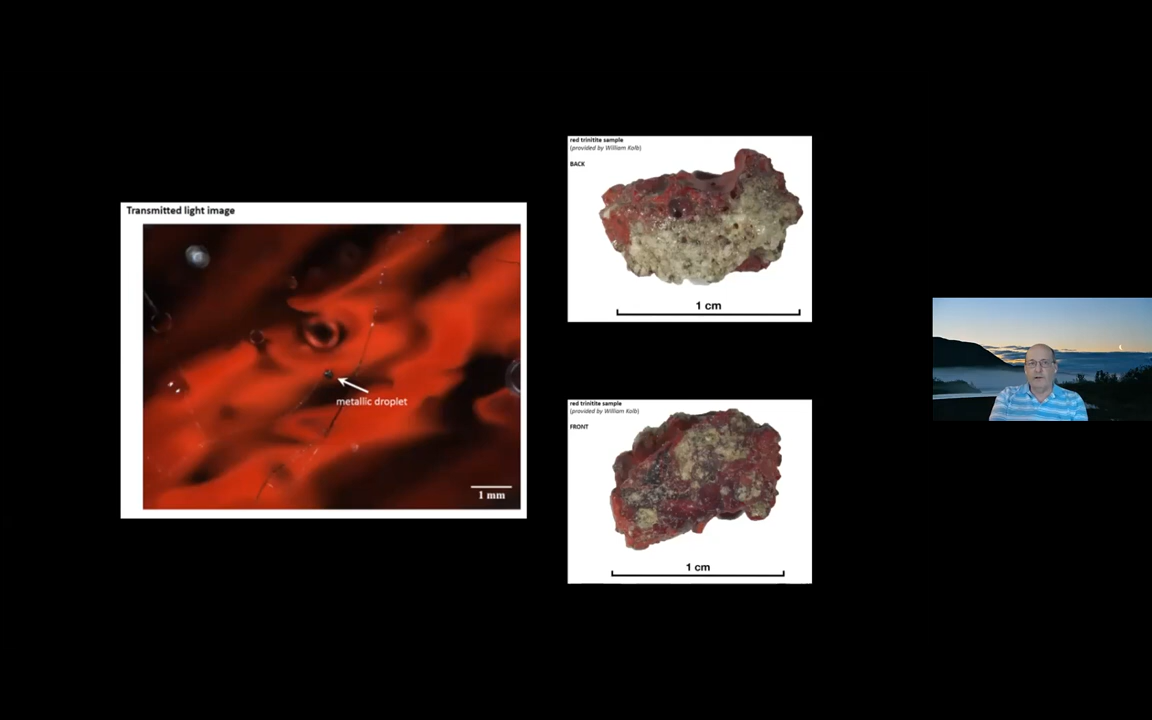 Transmitted light image
metallic droplet
1 mm
red trinitite sample
(provided by William Kolb)
BACK
1 cm
red trinitite sample
(provided by William Kolb)
FRONT
1 cm